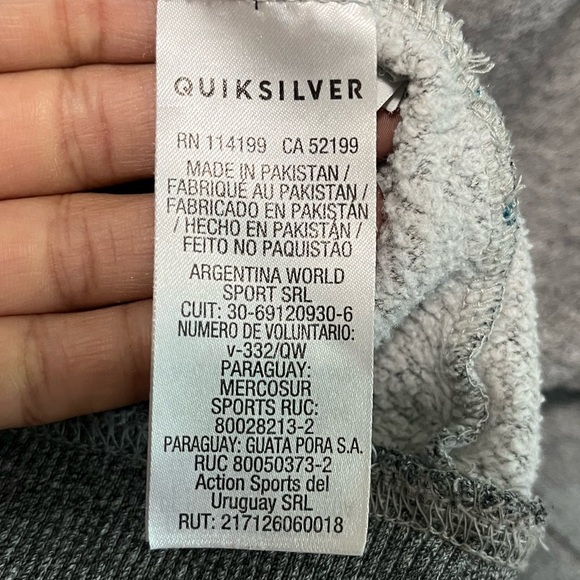 QUIKSILVER
RN 114199 CA 52199
MADE IN PAKISTAN /
FABRIQUÉ AU PAKISTAN /
FABRICADO EN PAKISTÁN
/ HECHO EN PAKISTÁN /
FEITO NO PAQUISTÃO
ARGENTINA WORLD
SPORT SRL
CUIT: 30-69120930-6
NUMERO DE VOLUNTARIO:
v-332/QW
PARAGUAY:
MERCOSUR
SPORTS RUC:
80028213-2
PARAGUAY: GUATA PORA S.A.
RUC 80050373-2
Action Sports del
Uruguay SRL
RUT: 217126060018